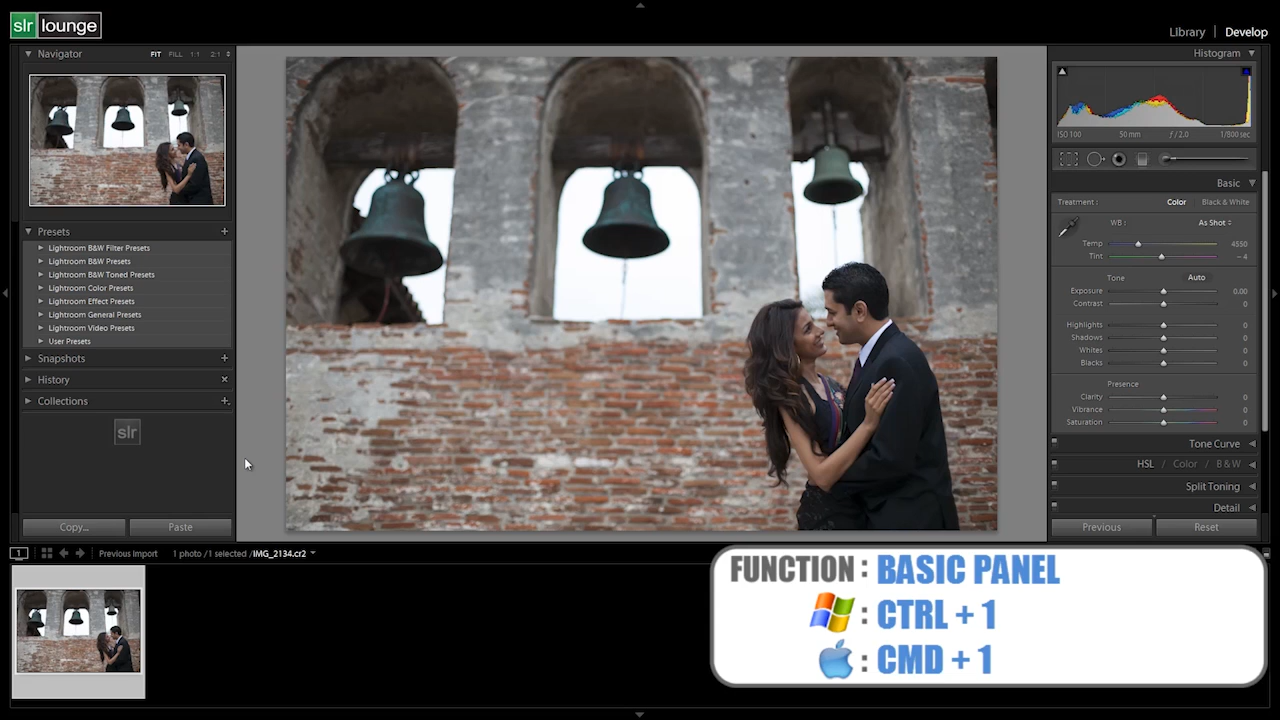 slr lounge
Library | Develop
Navigator FIT FILL 1:1 2:1
Histogram
ISO 100 50 mm ƒ / 2.0 1/800 sec
Basic
Treatment : Color Black & White
WB : As Shot
Temp 4550
Tint – 4
Tone Auto
Exposure 0.00
Contrast 0
Highlights 0
Shadows 0
Whites 0
Blacks 0
Presence
Clarity 0
Vibrance 0
Saturation 0
Tone Curve
HSL / Color / B & W
Split Toning
Detail
Previous Reset
Presets +
Lightroom B&W Filter Presets
Lightroom B&W Presets
Lightroom B&W Toned Presets
Lightroom Color Presets
Lightroom Effect Presets
Lightroom General Presets
Lightroom Video Presets
User Presets
Snapshots +
History ×
Collections +
slr
Copy... Paste
1 Previous Import 1 photo / 1 selected / IMG_2134.cr2
FUNCTION : BASIC PANEL
: CTRL + 1
: CMD + 1